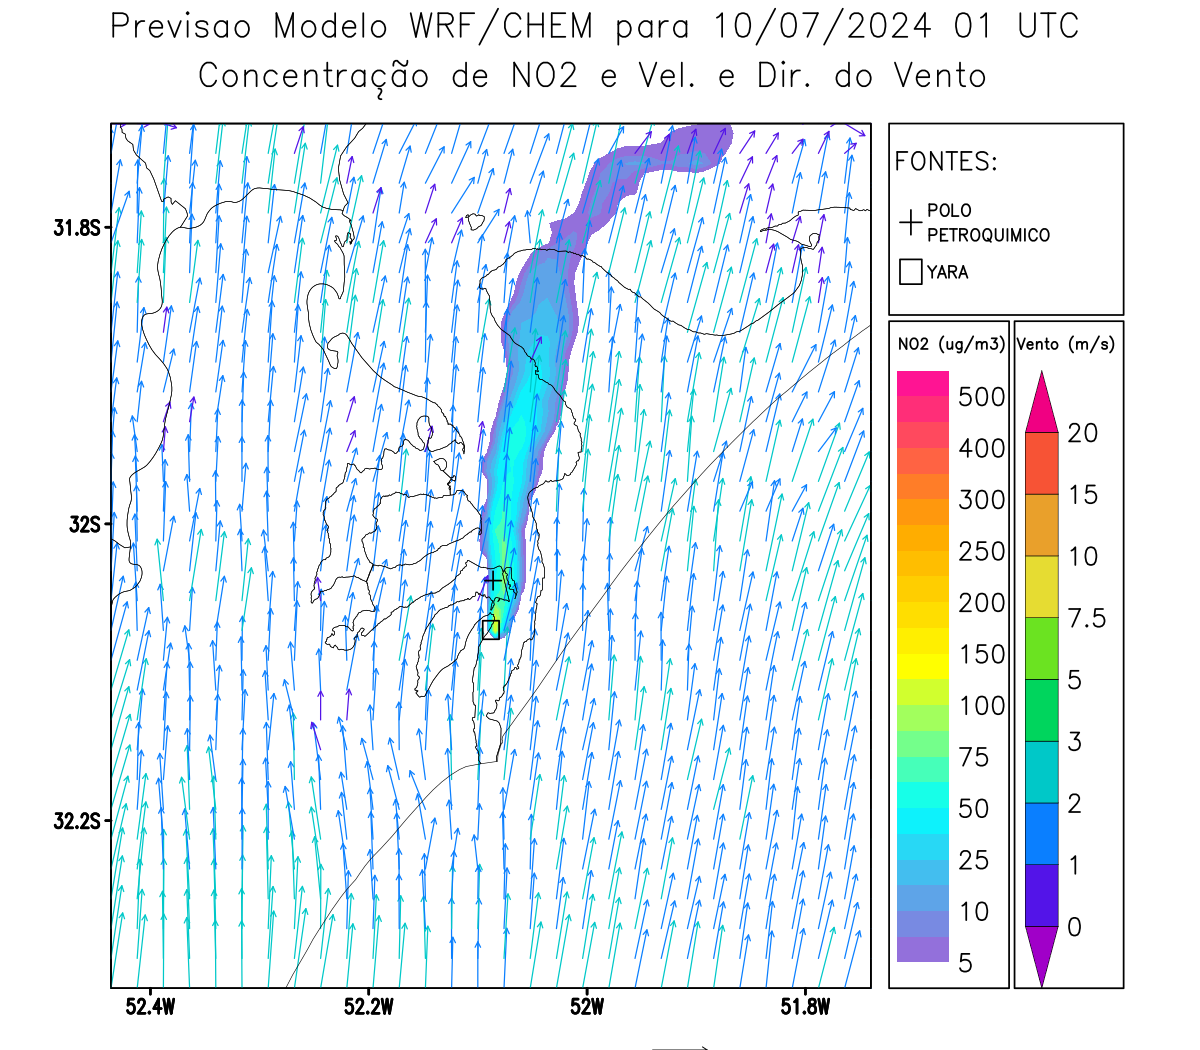 Previsao Modelo WRF/CHEM para 10/07/2024 01 UTC
Concentração de NO2 e Vel. e Dir. do Vento
FONTES:
POLO
PETROQUIMICO
YARA
31.8S
32S
32.2S
52.4W
52.2W
52W
51.8W
NO2 (ug/m3)
500
400
300
250
200
150
100
75
50
25
10
5
Vento (m/s)
20
15
10
7.5
5
3
2
1
0